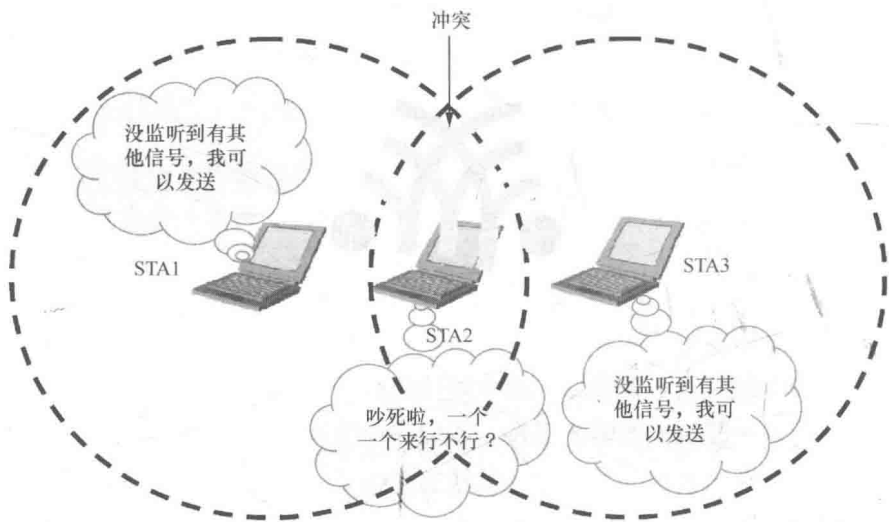 冲突
没监听到有其
他信号，我可
以发送
STA1
STA3
STA2
吵死啦，一个
一个来行不行？
没监听到有其
他信号，我可
以发送